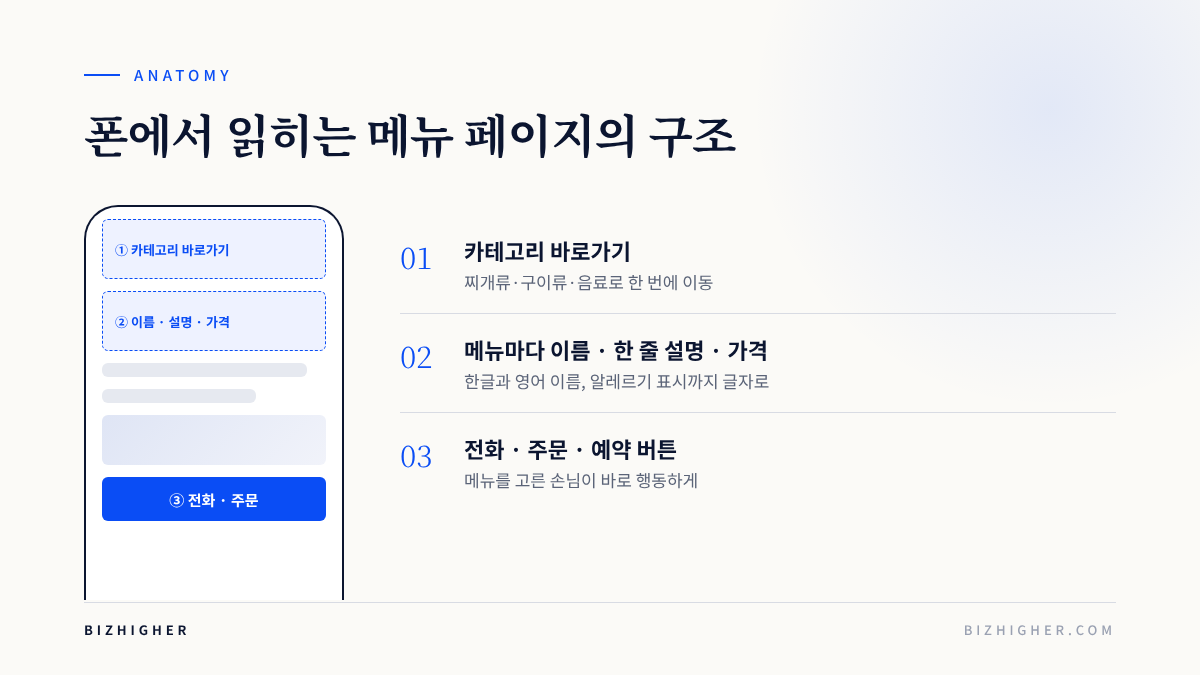 ANATOMY
폰에서 읽히는 메뉴 페이지의 구조
① 카테고리 바로가기
② 이름 · 설명 · 가격
③ 전화 · 주문
01
카테고리 바로가기
찌개류·구이류·음료로 한 번에 이동
02
메뉴마다 이름 · 한 줄 설명 · 가격
한글과 영어 이름, 알레르기 표시까지 글자로
03
전화 · 주문 · 예약 버튼
메뉴를 고른 손님이 바로 행동하게
BIZHIGHER
BIZHIGHER.COM